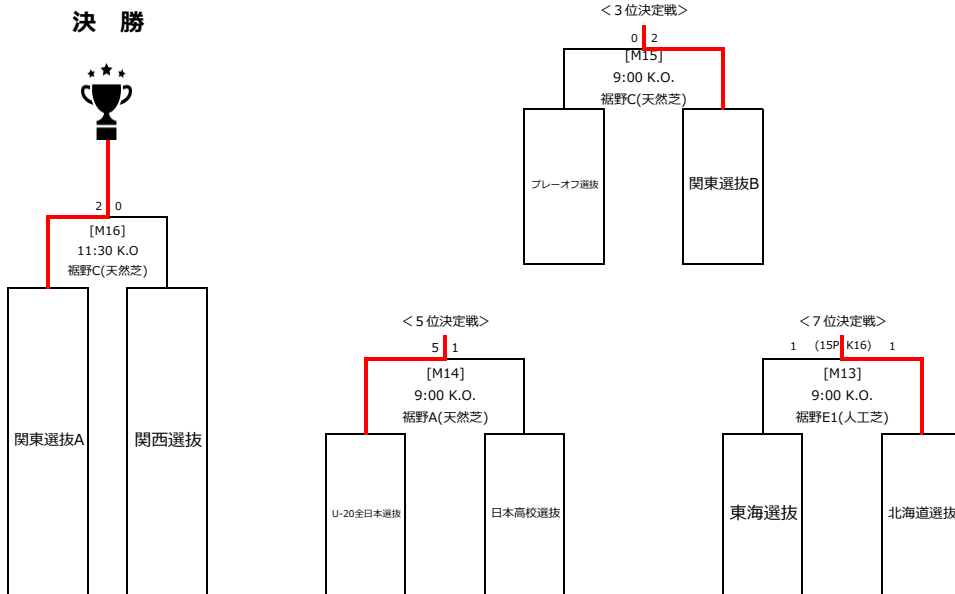 決 勝
2 0
[M16]
11:30 K.O
裾野C(天然芝)
関東選抜A
関西選抜
＜３位決定戦＞
0 2
[M15]
9:00 K.O.
裾野C(天然芝)
プレーオフ選抜
関東選抜B
＜５位決定戦＞
5 1
[M14]
9:00 K.O.
裾野A(天然芝)
U-20全日本選抜
日本高校選抜
＜７位決定戦＞
1 (15PK16) 1
[M13]
9:00 K.O.
裾野E1(人工芝)
東海選抜
北海道選抜